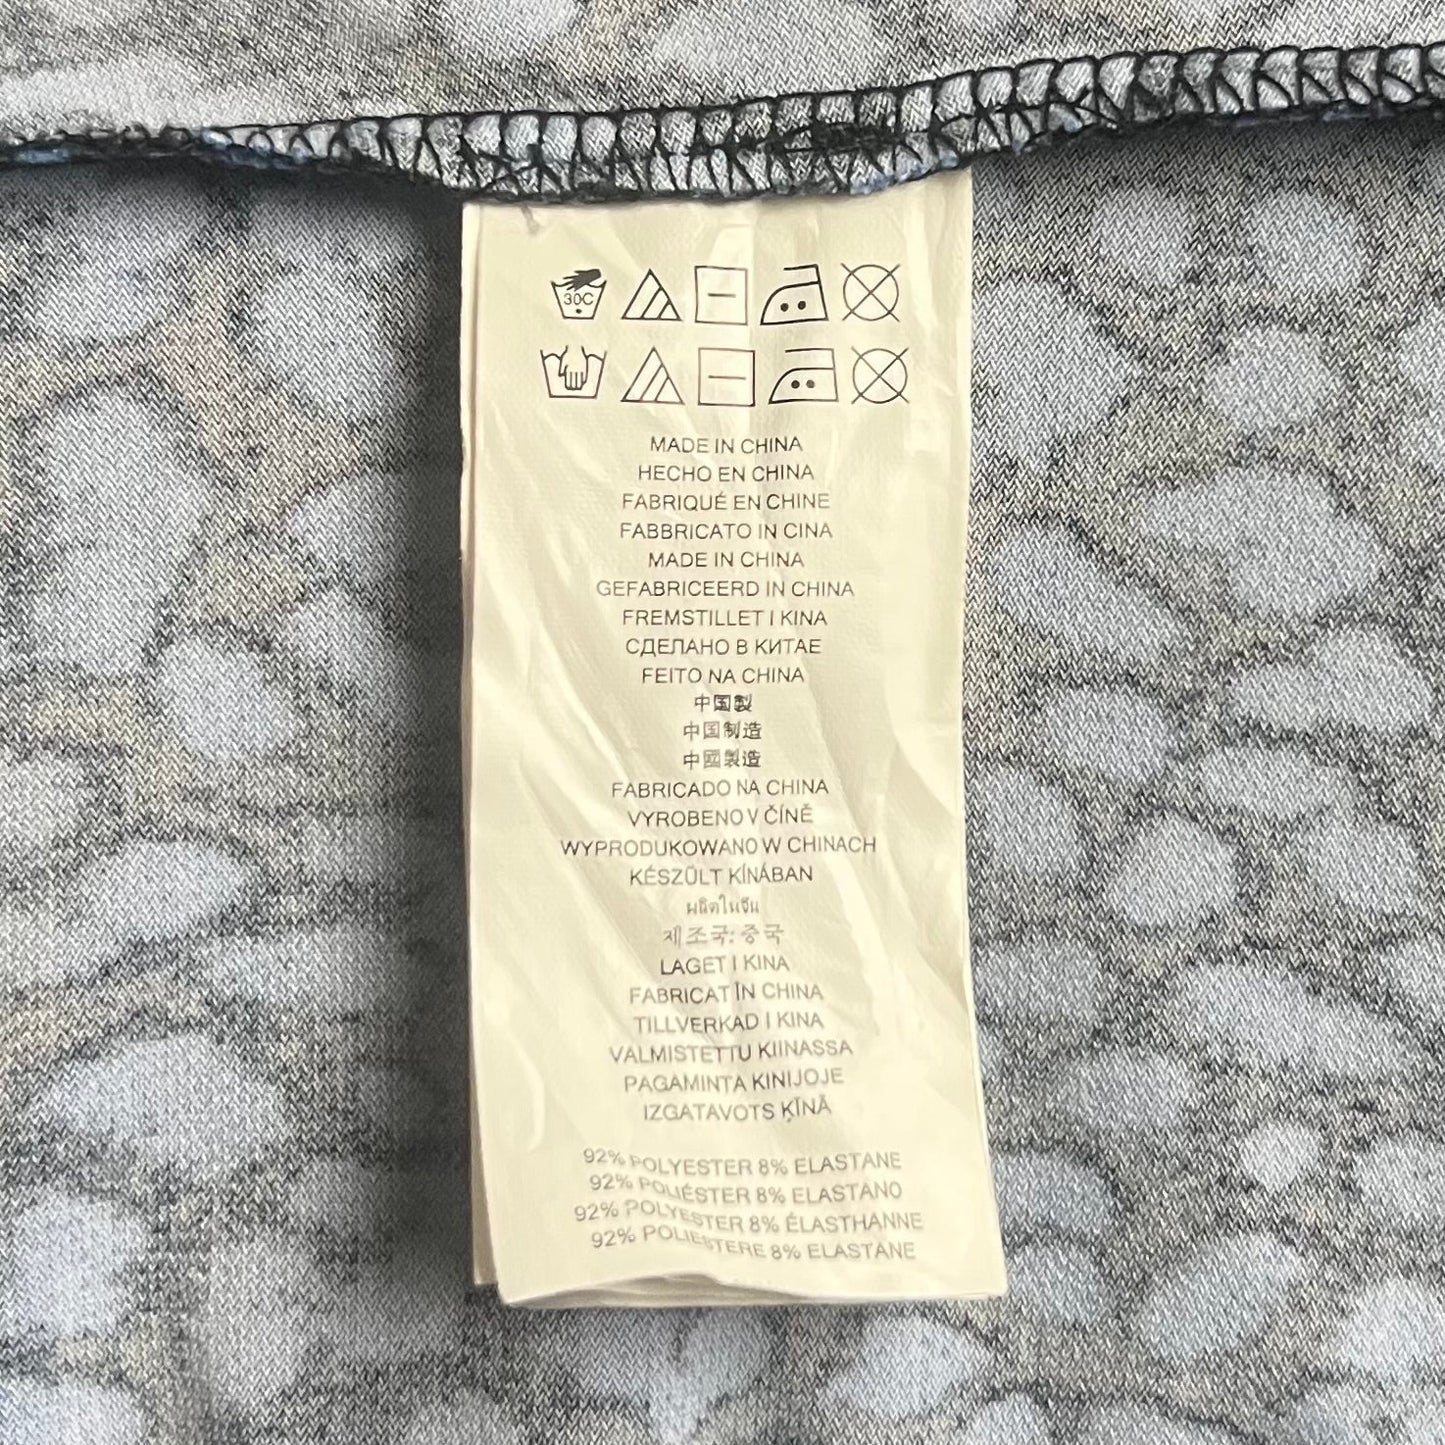 30C
MADE IN CHINA
HECHO EN CHINA
FABRIQUÉ EN CHINE
FABBRICATO IN CINA
MADE IN CHINA
GEFABRICEERD IN CHINA
FREMSTILLET I KINA
СДЕЛАНО В КИТАЕ
FEITO NA CHINA
中国製
中国制造
中國製造
FABRICADO NA CHINA
VYROBENO V ČÍNĚ
WYPRODUKOWANO W CHINACH
KÉSZÜLT KÍNÁBAN
ผลิตในจีน
제조국: 중국
LAGET I KINA
FABRICAT ÎN CHINA
TILLVERKAD I KINA
VALMISTETTU KIINASSA
PAGAMINTA KINIJOJE
IZGATAVOTS ĶĪNĀ
92% POLYESTER 8% ELASTANE
92% POLIÉSTER 8% ELASTANO
92% POLYESTER 8% ÉLASTHANNE
92% POLIESTERE 8% ELASTANE